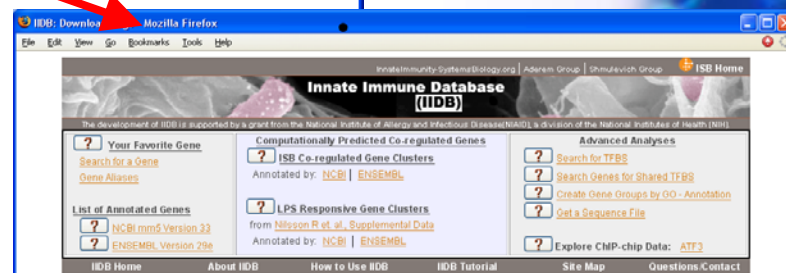 IIDB: Downloa Mozilla Firefox
File Edit View Go Bookmarks Tools Help
InnateImmunity-SystemsBiology.org | Aderem Group | Shmulevich Group ISB Home
Innate Immune Database
(IIDB)
The development of IIDB is supported by a grant from the National Institute of Allergy and Infectious Disease(NIAID), a division of the National Institutes of Health (NIH).
? Your Favorite Gene
Search for a Gene
Gene Aliases
List of Annotated Genes
? NCBI mm5 Version 33
? ENSEMBL Version 29e
Computationally Predicted Co-regulated Genes
? ISB Co-regulated Gene Clusters
Annotated by: NCBI | ENSEMBL
? LPS Responsive Gene Clusters
from Nilsson R et. al., Supplemental Data
Annotated by: NCBI | ENSEMBL
Advanced Analyses
? Search for TFBS
? Search Genes for Shared TFBS
? Create Gene Groups by GO - Annotation
? Get a Sequence File
? Explore ChIP-chip Data: ATF3
IIDB Home About IIDB How to Use IIDB IIDB Tutorial Site Map Questions/Contact